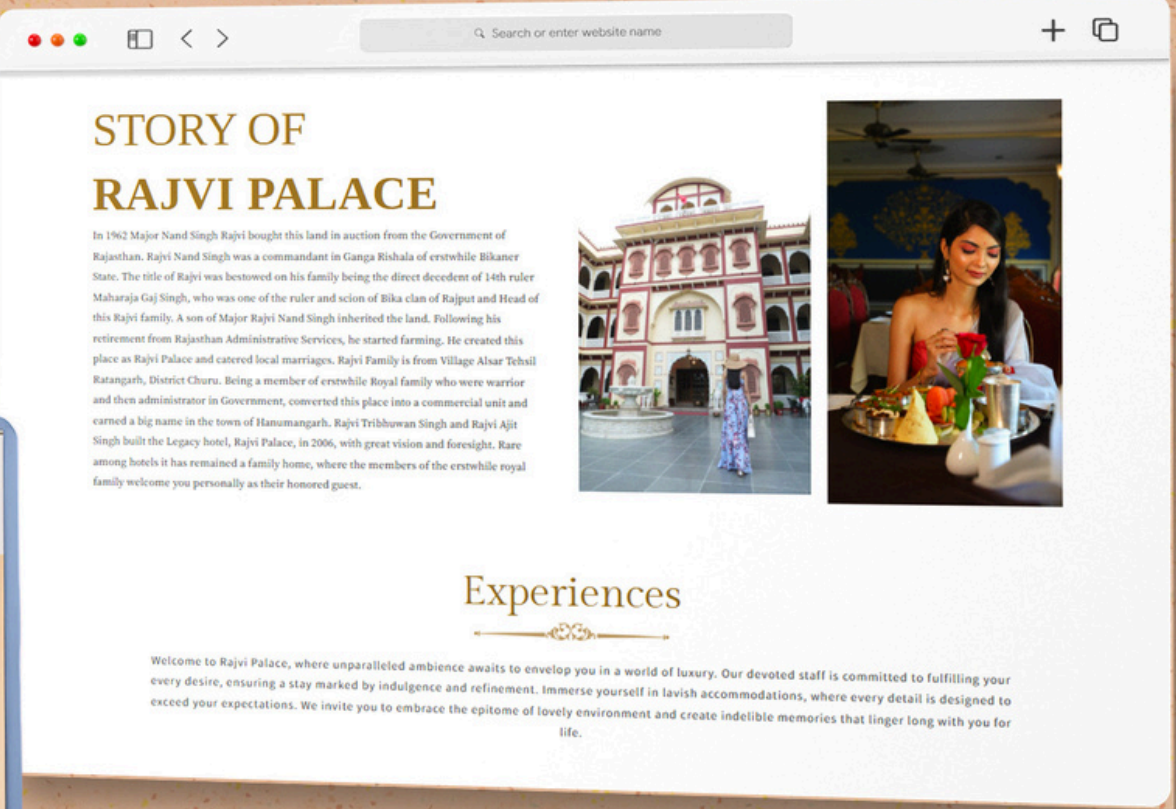 Search or enter website name
STORY OF
RAJVI PALACE
In 1962 Major Nand Singh Rajvi bought this land in auction from the Government of
Rajasthan. Rajvi Nand Singh was a commandant in Ganga Rishala of erstwhile Bikaner
State. The title of Rajvi was bestowed on his family being the direct decedent of 14th ruler
Maharaja Gaj Singh, who was one of the ruler and scion of Bika clan of Rajput and Head of
this Rajvi family. A son of Major Rajvi Nand Singh inherited the land. Following his
retirement from Rajasthan Administrative Services, he started farming. He created this
place as Rajvi Palace and catered local marriages. Rajvi Family is from Village Alsar Tehsil
Ratangarh, District Churu. Being a member of erstwhile Royal family who were warrior
and then administrator in Government, converted this place into a commercial unit and
earned a big name in the town of Hanumangarh. Rajvi Tribhuwan Singh and Rajvi Ajit
Singh built the Legacy hotel, Rajvi Palace, in 2006, with great vision and foresight. Rare
among hotels it has remained a family home, where the members of the erstwhile royal
family welcome you personally as their honored guest.
Experiences
Welcome to Rajvi Palace, where unparalleled ambience awaits to envelop you in a world of luxury. Our devoted staff is committed to fulfilling your
every desire, ensuring a stay marked by indulgence and refinement. Immerse yourself in lavish accommodations, where every detail is designed to
exceed your expectations. We invite you to embrace the epitome of lovely environment and create indelible memories that linger long with you for
life.